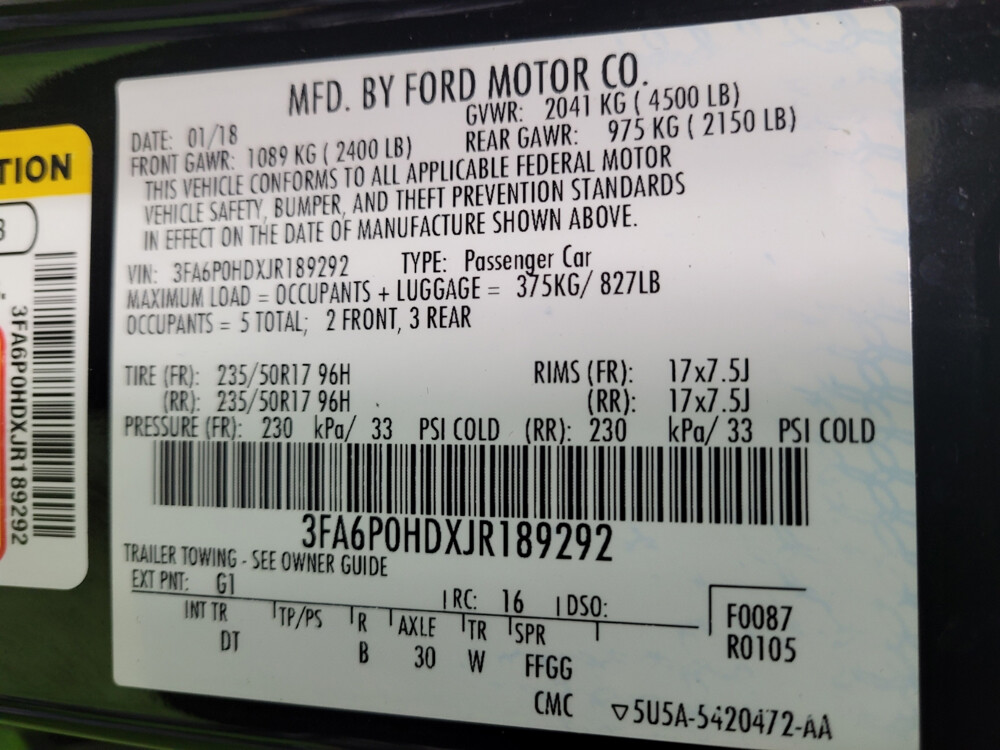 MFD. BY FORD MOTOR CO.
DATE: 01/18 GVWR: 2041 KG ( 4500 LB)
FRONT GAWR: 1089 KG ( 2400 LB) REAR GAWR: 975 KG ( 2150 LB)
THIS VEHICLE CONFORMS TO ALL APPLICABLE FEDERAL MOTOR
VEHICLE SAFETY, BUMPER, AND THEFT PREVENTION STANDARDS
IN EFFECT ON THE DATE OF MANUFACTURE SHOWN ABOVE.
VIN: 3FA6P0HDXJR189292 TYPE: Passenger Car
MAXIMUM LOAD = OCCUPANTS + LUGGAGE = 375KG/ 827LB
OCCUPANTS = 5 TOTAL; 2 FRONT, 3 REAR
TIRE (FR): 235/50R17 96H RIMS (FR): 17x7.5J
(RR): 235/50R17 96H (RR): 17x7.5J
PRESSURE (FR): 230 kPa/ 33 PSI COLD (RR): 230 kPa/ 33 PSI COLD
3FA6P0HDXJR189292
TRAILER TOWING - SEE OWNER GUIDE
EXT PNT: G1 RC: 16 DSO:
INT TR TP/PS R AXLE TR SPR
DT B 30 W FFGG
CMC
F0087
R0105
▽5U5A-5420472-AA
TION
3FA6P0HDXJR189292